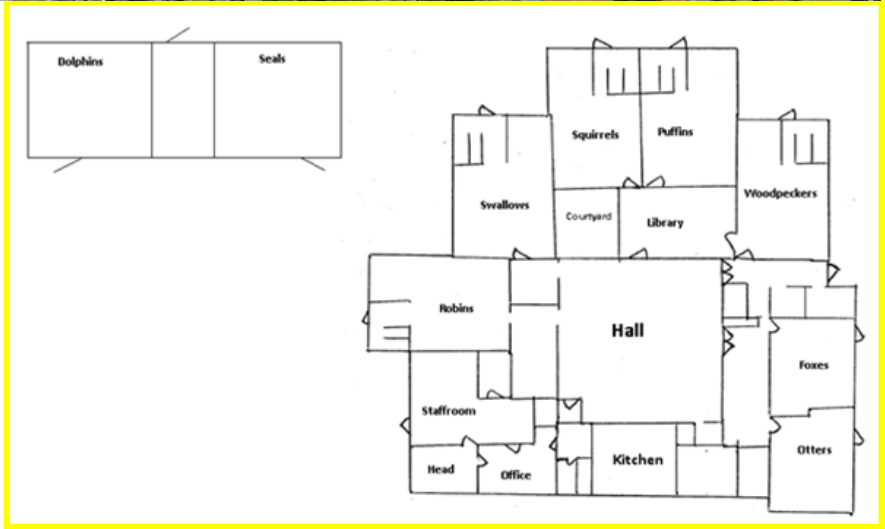 Dolphins
Seals
Squirrels
Puffins
Woodpeckers
Swallows
Courtyard
Library
Robins
Hall
Foxes
Staffroom
Otters
Head
Office
Kitchen